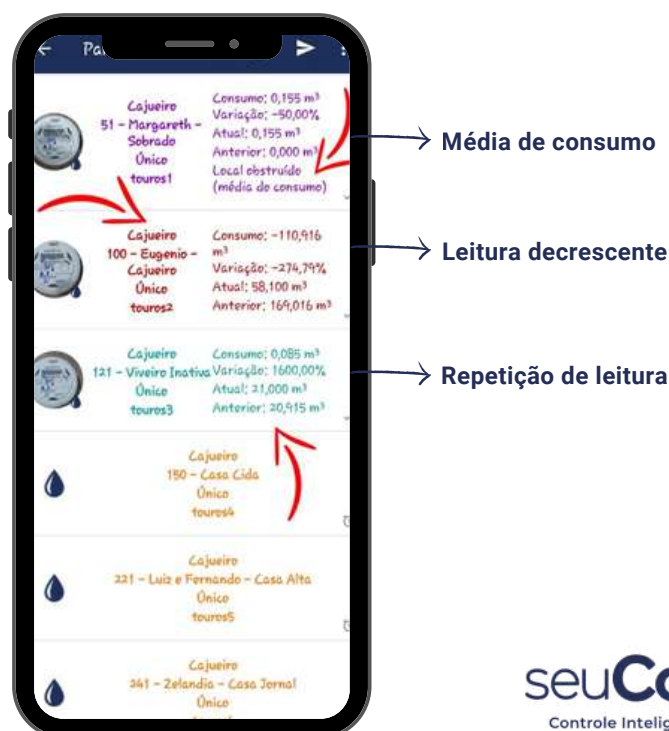 Cajueiro
51 - Margareth -
Sobrado
Único
touros1
Consumo: 0,155 m³
Variação: -50,00%
Atual: 0,155 m³
Anterior: 0,000 m³
Local obstruído
(média do consumo)
Média de consumo
Cajueiro
100 - Eugenio -
Cajueiro
Único
touros2
Consumo: -110,916
m³
Variação: -274,79%
Atual: 58,100 m³
Anterior: 169,016 m³
Leitura decrescente
Cajueiro
121 - Viveiro Inativa
Único
touros3
Consumo: 0,085 m³
Variação: 1600,00%
Atual: 21,000 m³
Anterior: 20,915 m³
Repetição de leitura
Cajueiro
150 - Casa Cida
Único
touros4
Cajueiro
221 - Luiz e Fernando - Casa Alta
Único
touros5
Cajueiro
241 - Zelandia - Casa Jornal
Único
seuCo
Controle Intelig